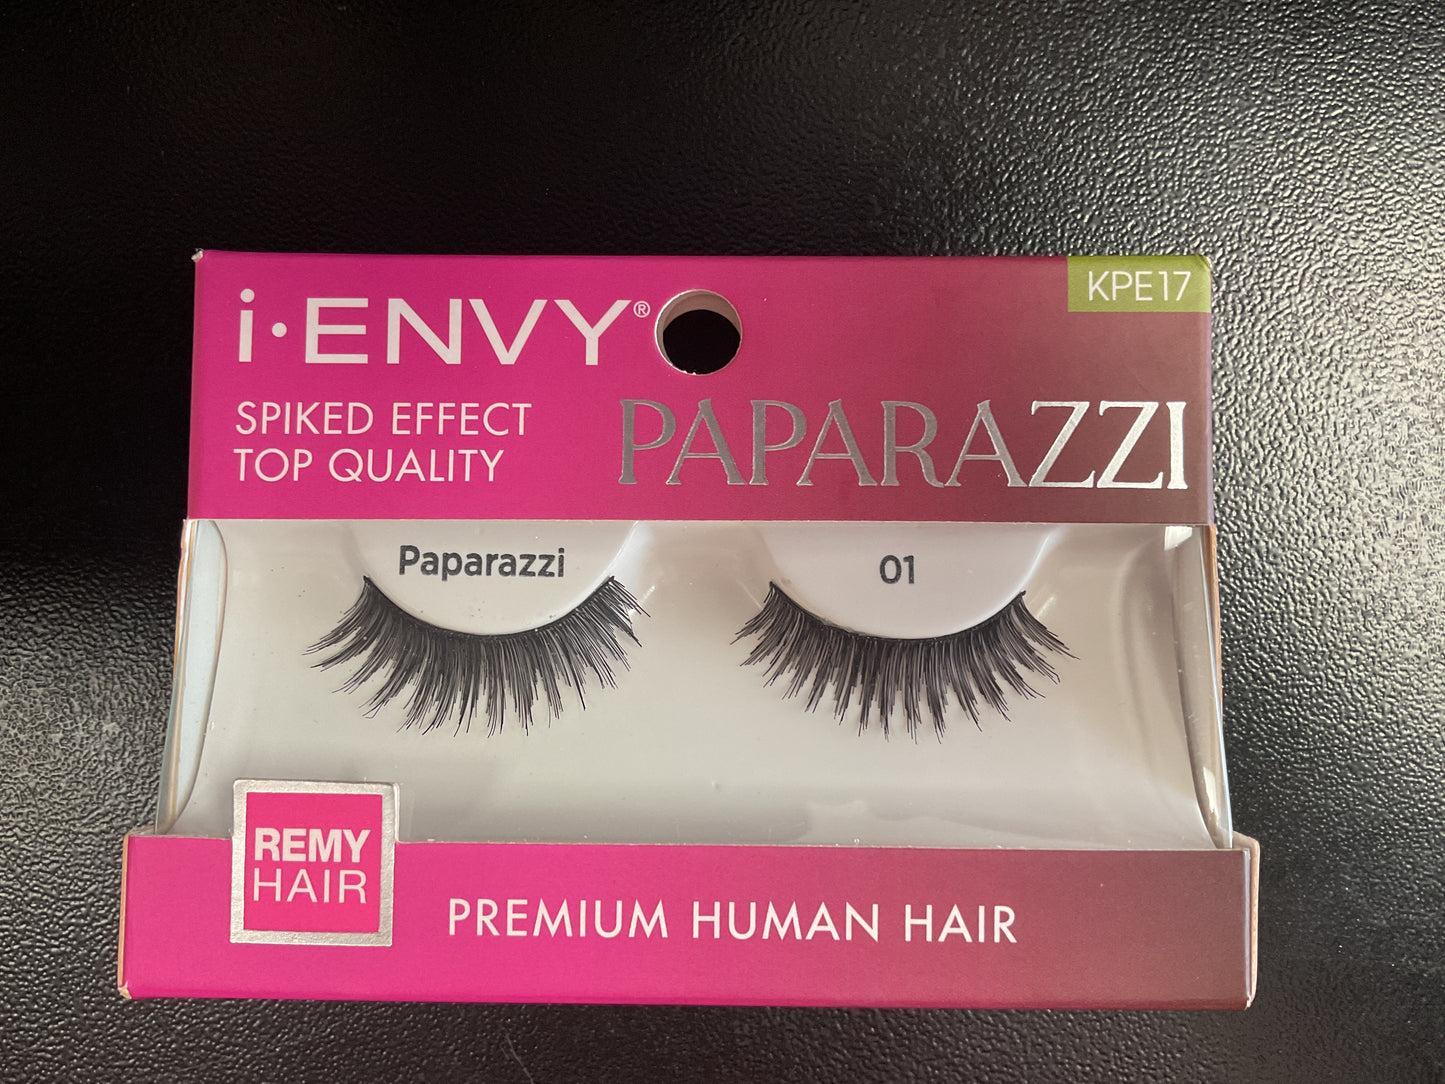 i·ENVY®
KPE17
SPIKED EFFECT
TOP QUALITY
PAPARAZZI
Paparazzi
01
REMY
HAIR
PREMIUM HUMAN HAIR